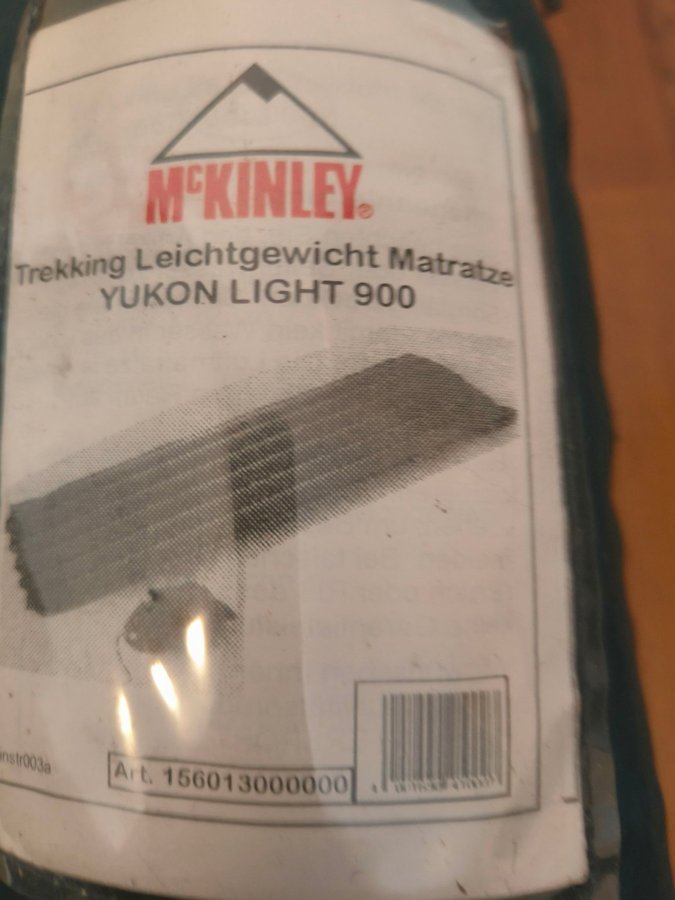 McKINLEY®
Trekking Leichtgewicht Matratze
YUKON LIGHT 900
Art. 156013000000